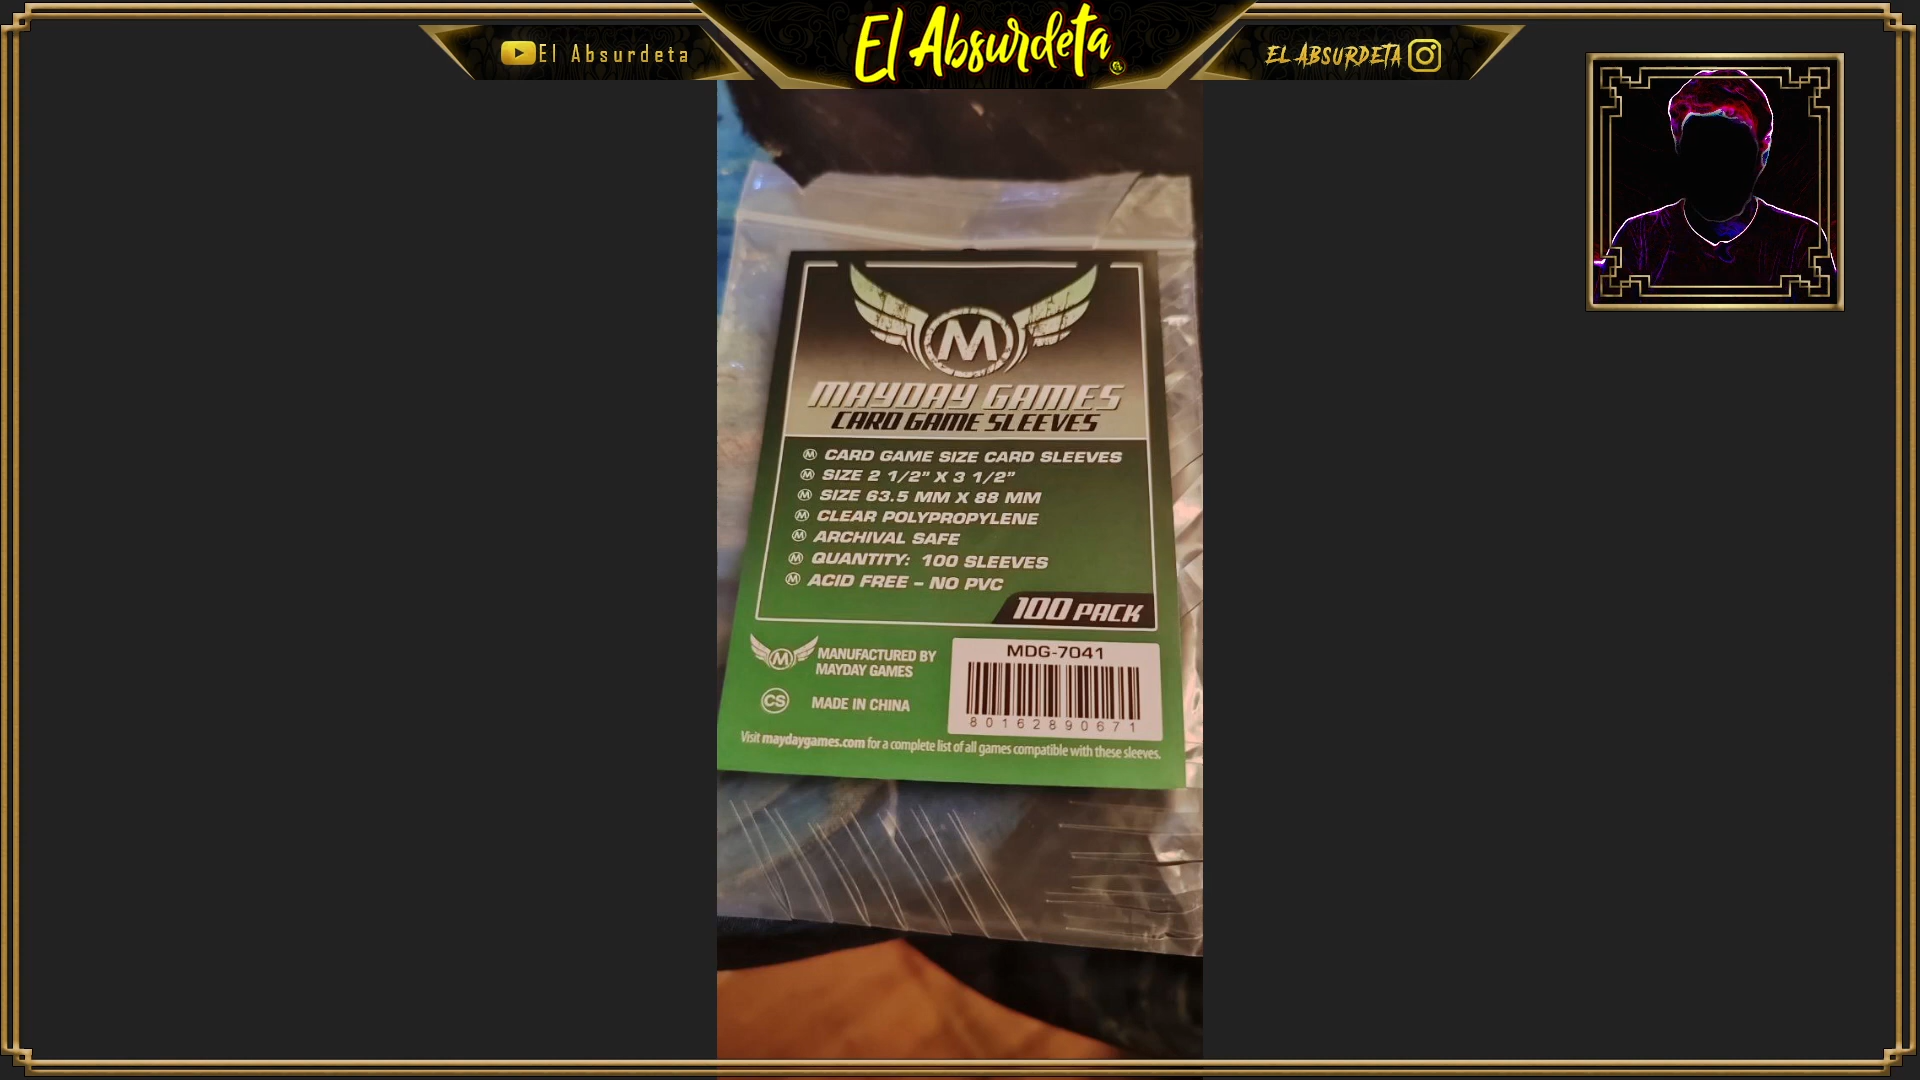 El Absurdeta
El Absurdeta
EL ABSURDETA
M
MAYDAY GAMES
CARD GAME SLEEVES
CARD GAME SIZE CARD SLEEVES
SIZE 2 1/2" X 3 1/2"
SIZE 63.5 MM X 88 MM
CLEAR POLYPROPYLENE
ARCHIVAL SAFE
QUANTITY: 100 SLEEVES
ACID FREE – NO PVC
100 PACK
M
MANUFACTURED BY
MAYDAY GAMES
CS
MADE IN CHINA
MDG-7041
80162890671
Visit maydaygames.com for a complete list of all games compatible with these sleeves.